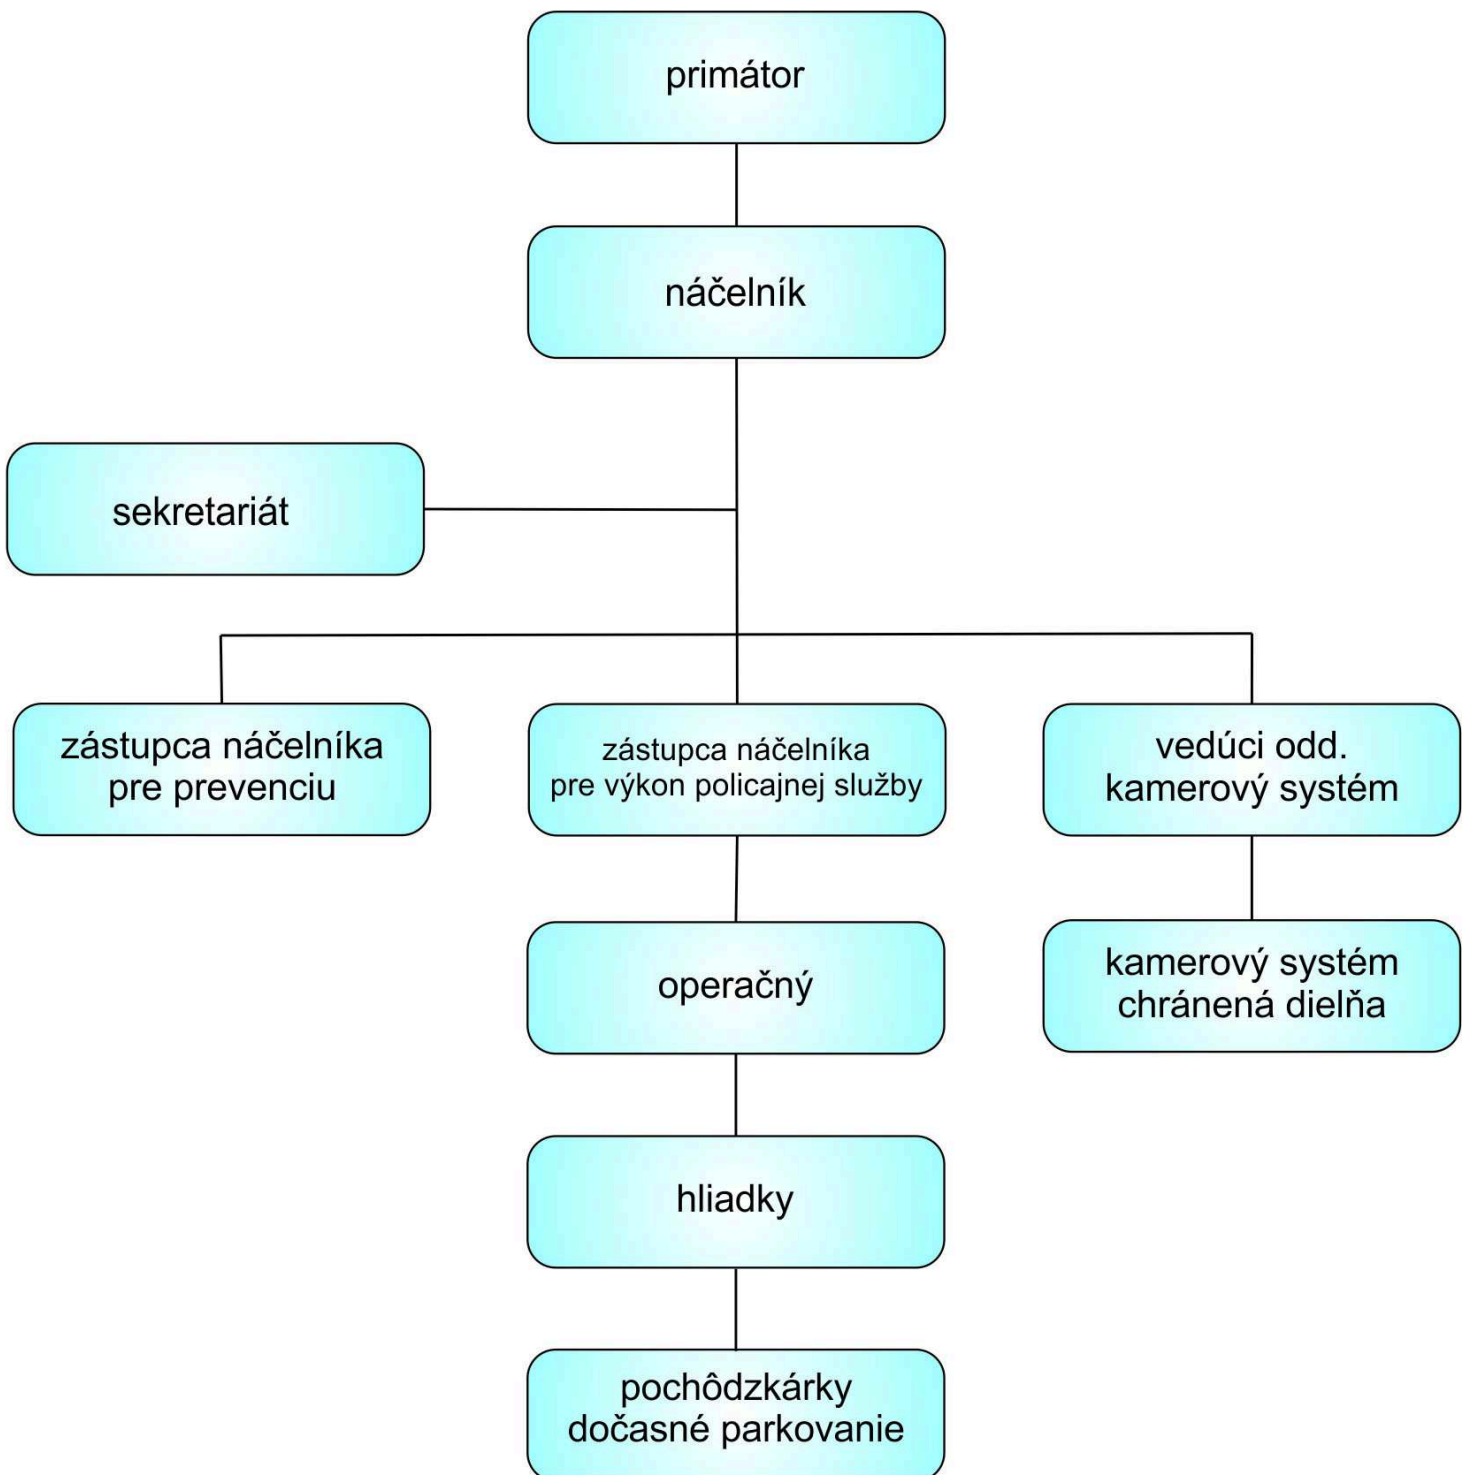 primátor
náčelník
sekretariát
zástupca náčelníka
pre prevenciu
zástupca náčelníka
pre výkon policajnej služby
vedúci odd.
kamerový systém
operačný
kamerový systém
chránená dielňa
hliadky
pochôdzkárky
dočasné parkovanie